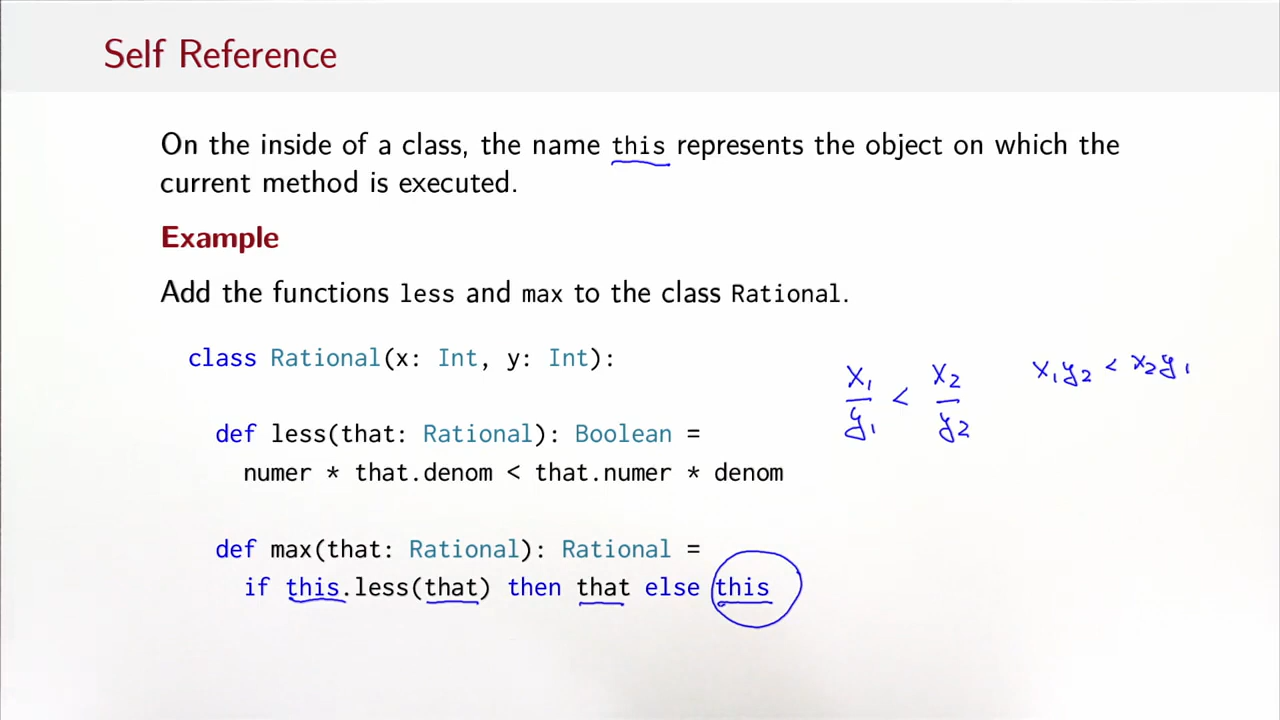 Self Reference
On the inside of a class, the name this represents the object on which the
current method is executed.
Example
Add the functions less and max to the class Rational.
class Rational(x: Int, y: Int):
x₁/y₁ < x₂/y₂
x₁y₂ < x₂y₁
def less(that: Rational): Boolean =
numer * that.denom < that.numer * denom
def max(that: Rational): Rational =
if this.less(that) then that else this